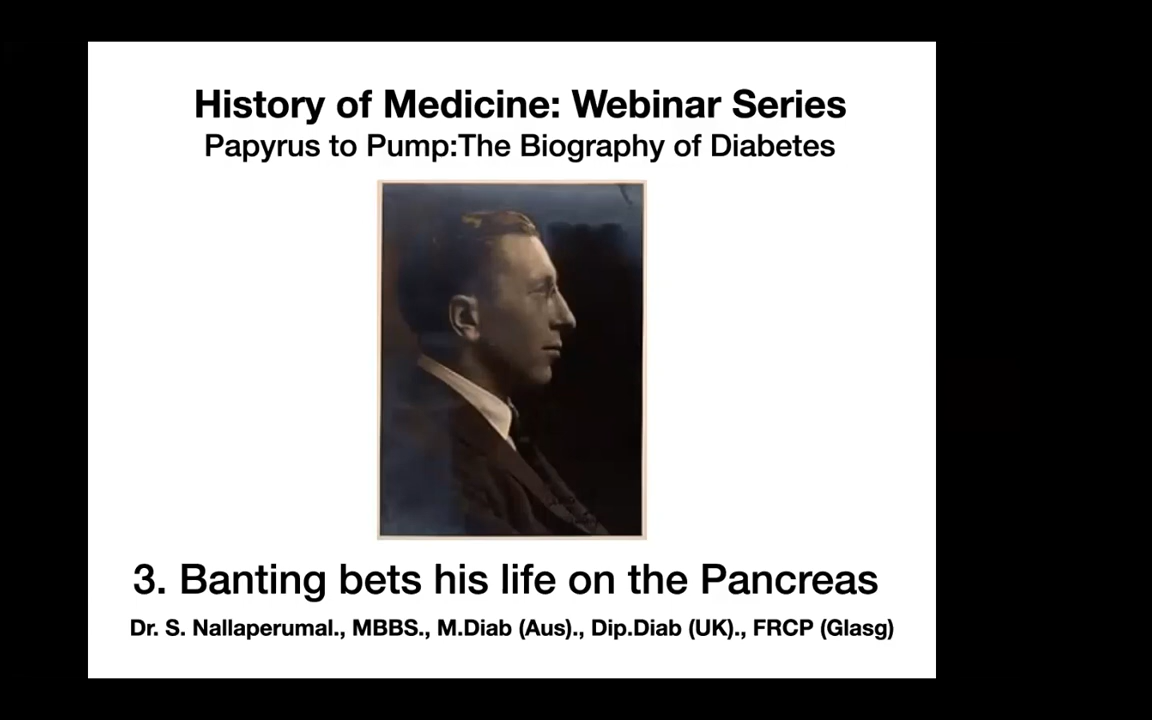 History of Medicine: Webinar Series
Papyrus to Pump:The Biography of Diabetes
3. Banting bets his life on the Pancreas
Dr. S. Nallaperumal., MBBS., M.Diab (Aus)., Dip.Diab (UK)., FRCP (Glasg)